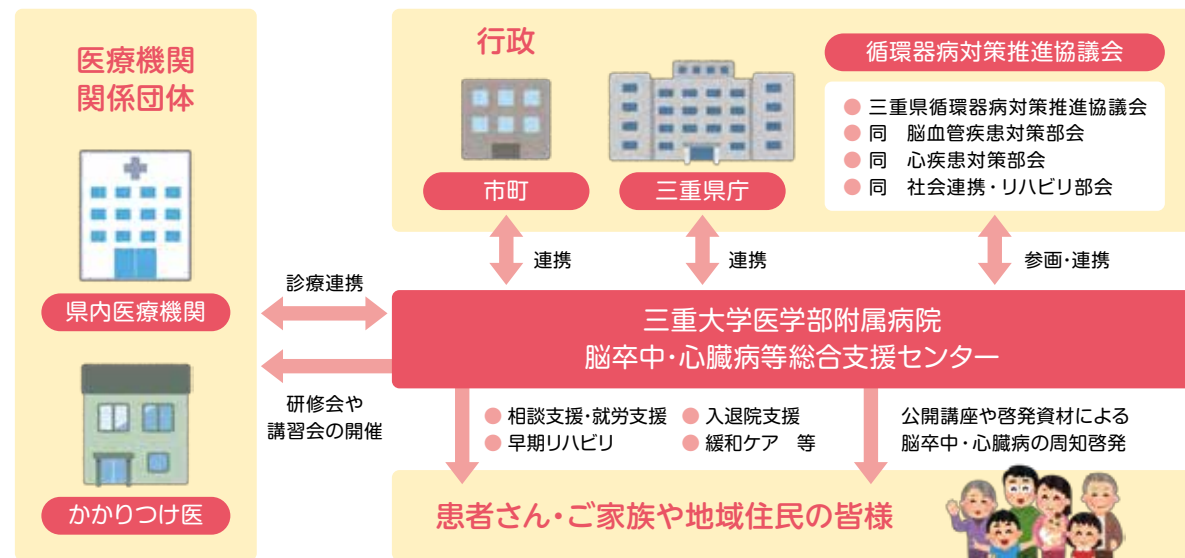 医療機関
関係団体
県内医療機関
かかりつけ医
行政
市町
三重県庁
循環器病対策推進協議会
● 三重県循環器病対策推進協議会
● 同　脳血管疾患対策部会
● 同　心疾患対策部会
● 同　社会連携・リハビリ部会
連携
連携
参画・連携
診療連携
研修会や
講習会の開催
三重大学医学部附属病院
脳卒中・心臓病等総合支援センター
● 相談支援・就労支援
● 早期リハビリ
● 入退院支援
● 緩和ケア　等
公開講座や啓発資材による
脳卒中・心臓病の周知啓発
患者さん・ご家族や地域住民の皆様